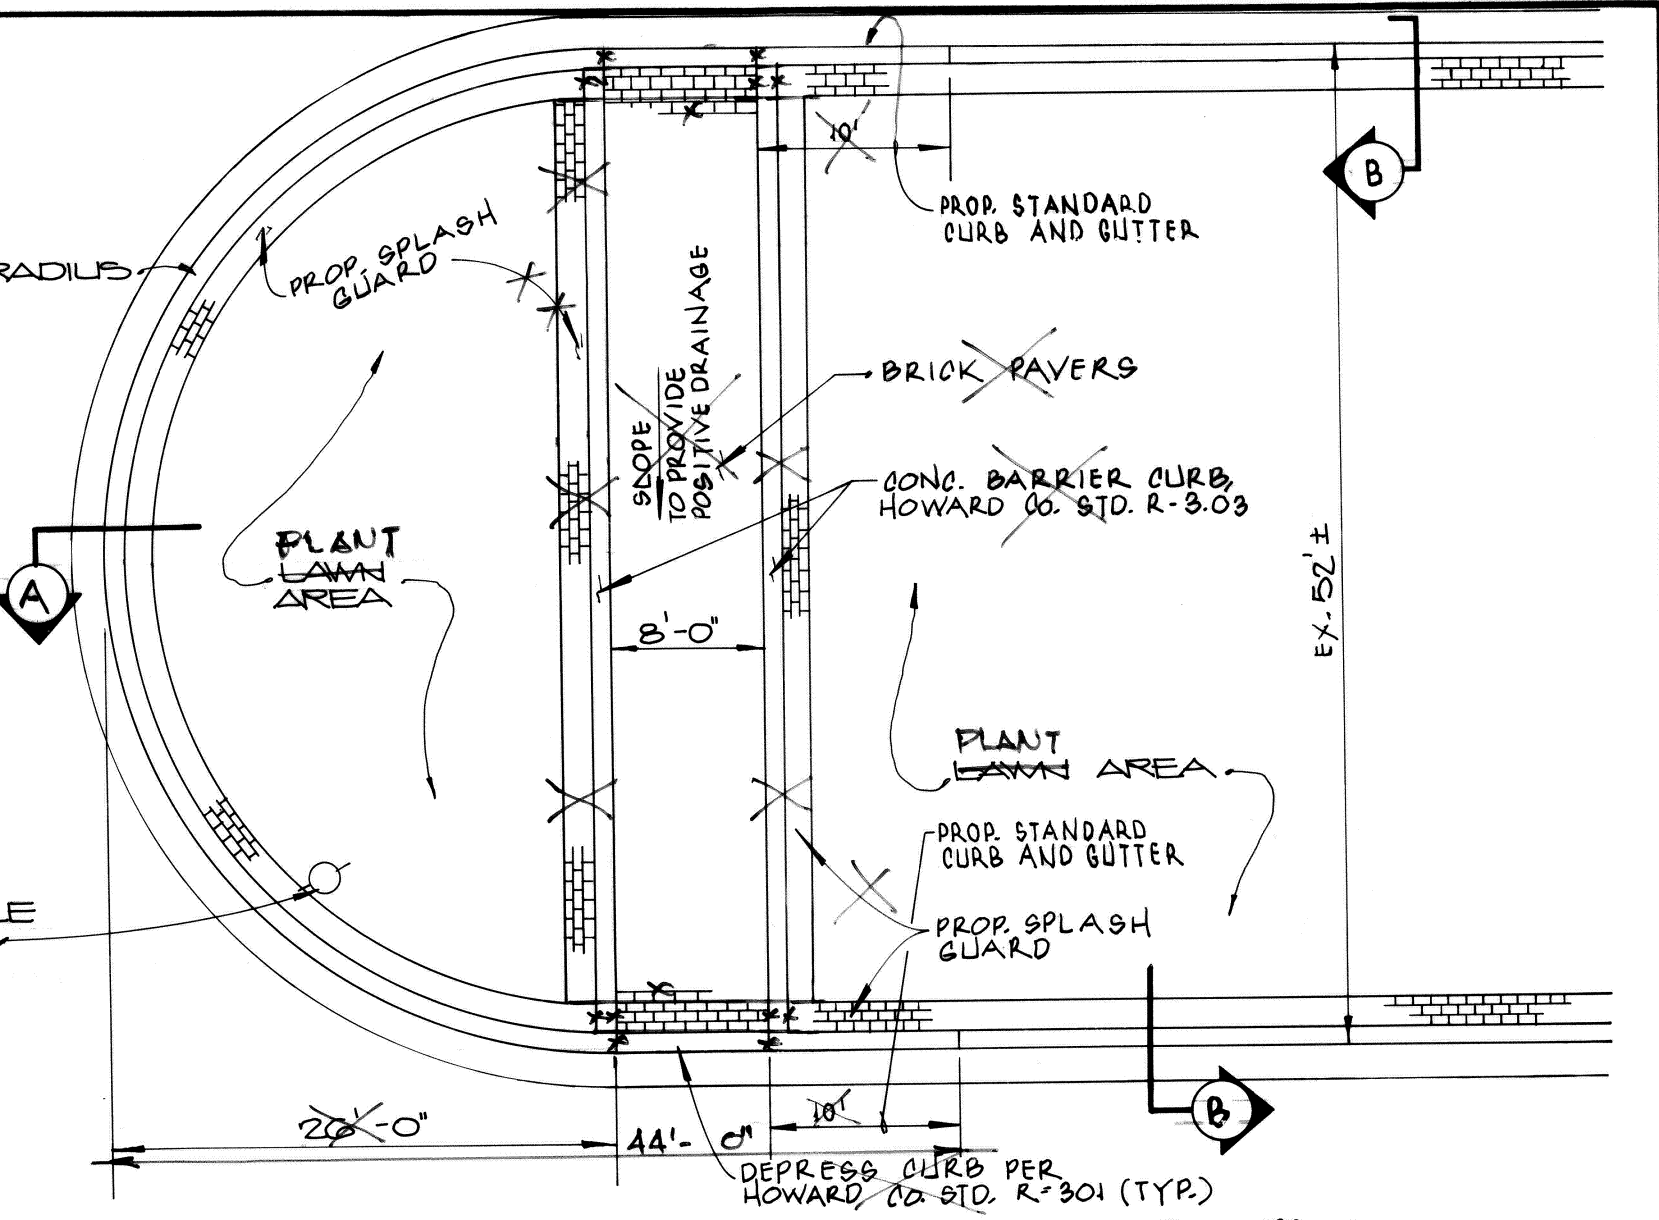 10'
B
PROP. STANDARD
CURB AND GUTTER
RADIUS
PROP. SPLASH
GUARD
SLOPE
TO PROVIDE
POSITIVE DRAINAGE
BRICK PAVERS
CONC. BARRIER CURB,
HOWARD CO. STD. R-3.03
PLANT
LAWN
AREA
A
8'-0"
EX. 52'±
PLANT
LAWN AREA
PROP. STANDARD
CURB AND GUTTER
PROP. SPLASH
GUARD
LE
B
26'-0"
10'
44'- 0"
DEPRESS CURB PER
HOWARD CO. STD. R-301 (TYP.)